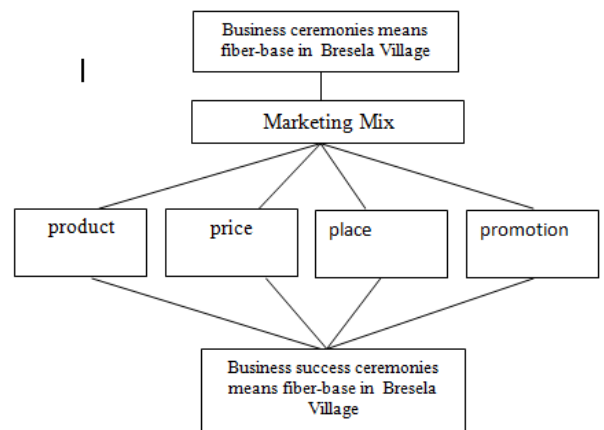 Business ceremonies means
fiber-base in Bresela Village
Marketing Mix
product
price
place
promotion
Business success ceremonies
means fiber-base in Bresela
Village